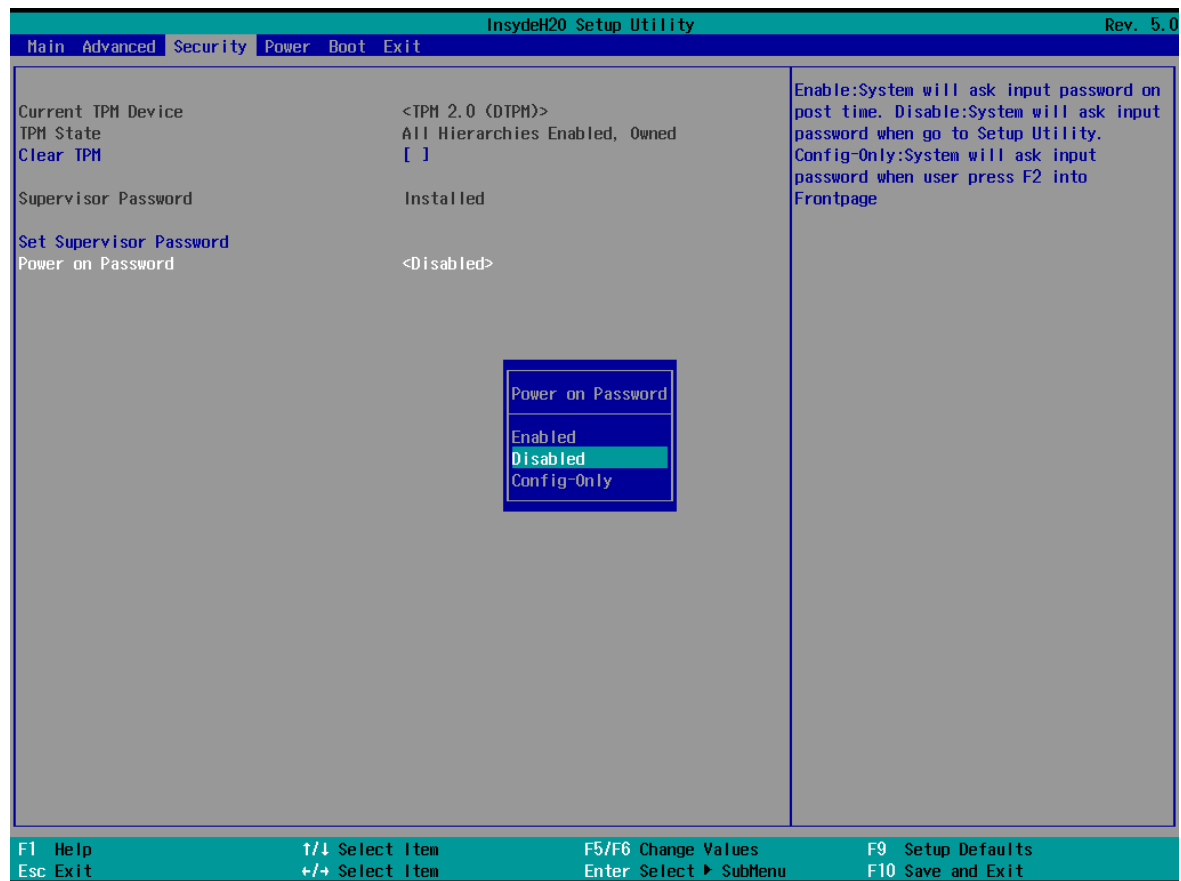 InsydeH20 Setup Utility Rev. 5.0
Main Advanced Security Power Boot Exit
Current TPM Device <TPM 2.0 (DTPM)>
TPM State All Hierarchies Enabled, Owned
Clear TPM [ ]
Supervisor Password Installed
Set Supervisor Password
Power on Password <Disabled>
Enable:System will ask input password on
post time. Disable:System will ask input
password when go to Setup Utility.
Config-Only:System will ask input
password when user press F2 into
Frontpage
Power on Password
Enabled
Disabled
Config-Only
F1 Help ↑/↓ Select Item F5/F6 Change Values F9 Setup Defaults
Esc Exit ←/→ Select Item Enter Select ▶ SubMenu F10 Save and Exit